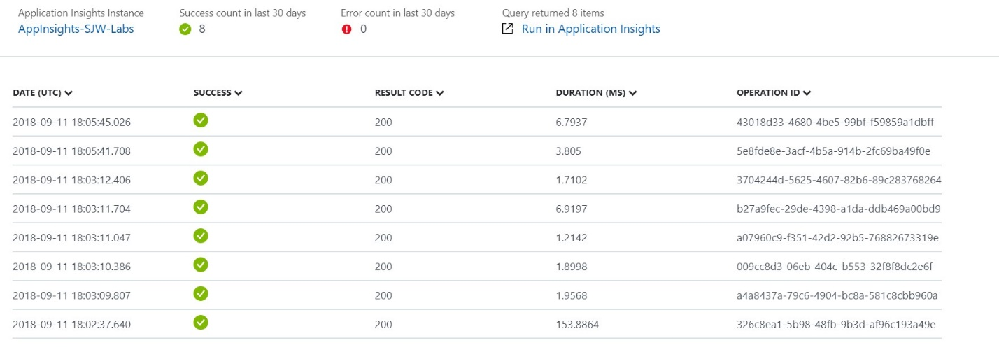 Application Insights Instance Success count in last 30 days Error count in last 30 days Query returned 8 items
AppInsights-SJW-Labs 8 0 Run in Application Insights
DATE (UTC) SUCCESS RESULT CODE DURATION (MS) OPERATION ID
2018-09-11 18:05:45.026 200 6.7937 43018d33-4680-4be5-99bf-f59859a1dbff
2018-09-11 18:05:41.708 200 3.805 5e8fde8e-3acf-4b5a-914b-2fc69ba49f0e
2018-09-11 18:03:12.406 200 1.7102 3704244d-5625-4607-82b6-89c283768264
2018-09-11 18:03:11.704 200 6.9197 b27a9fec-29de-4398-a1da-ddb469a00bd9
2018-09-11 18:03:11.047 200 1.2142 a07960c9-f351-42d2-92b5-76882673319e
2018-09-11 18:03:10.386 200 1.8998 009cc8d3-06eb-404c-b553-32f8f8dc2e6f
2018-09-11 18:03:09.807 200 1.9568 a4a8437a-79c6-4904-bc8a-581c8cbb960a
2018-09-11 18:02:37.640 200 153.8864 326c8ea1-5b98-48fb-9b3d-af96c193a49e